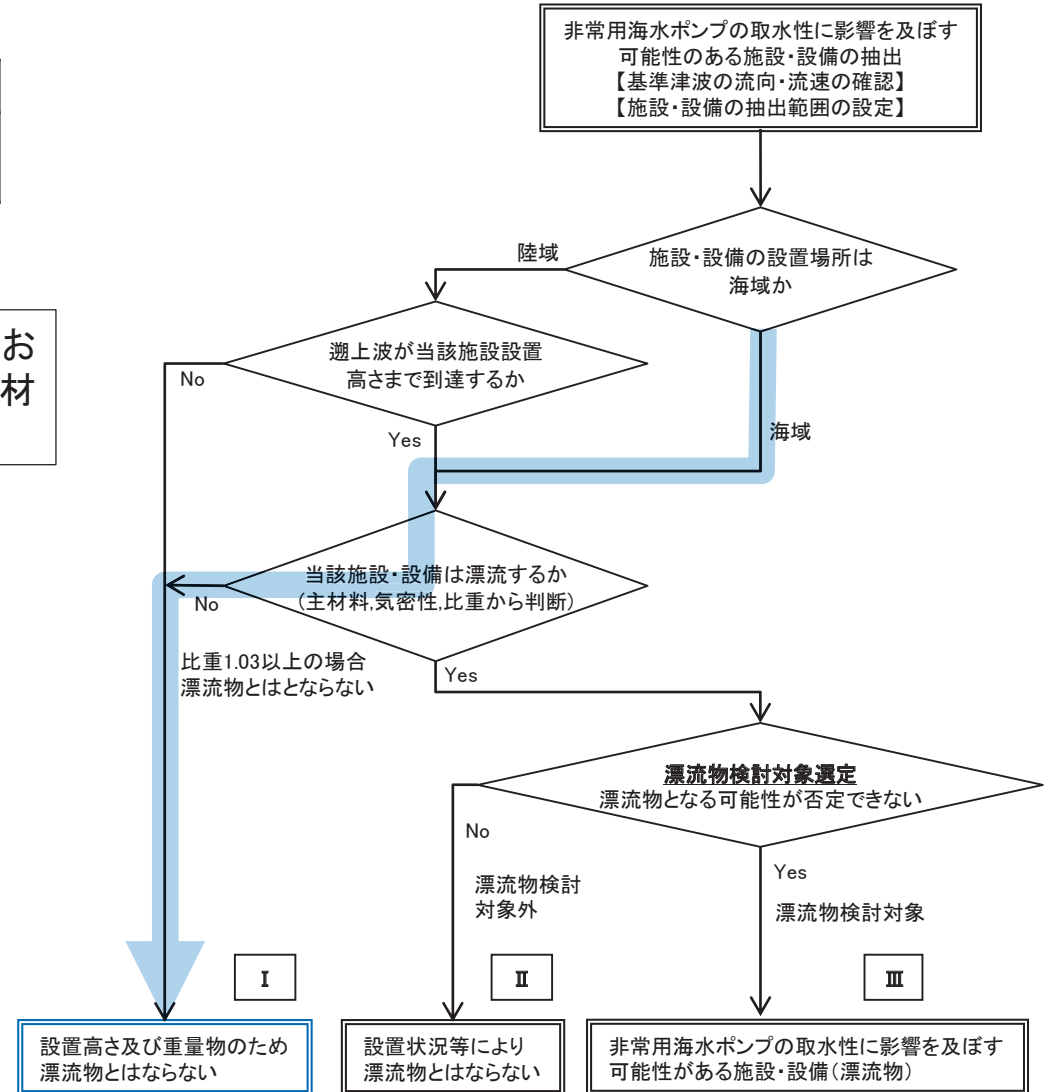 非常用海水ポンプの取水性に影響を及ぼす
可能性のある施設・設備の抽出
【基準津波の流向・流速の確認】
【施設・設備の抽出範囲の設定】
陸域
施設・設備の設置場所は
海域か
お
材
遡上波が当該施設設置
高さまで到達するか
No
Yes
海域
当該施設・設備は漂流するか
(主材料,気密性,比重から判断)
No
比重1.03以上の場合
漂流物とはとならない
Yes
漂流物検討対象選定
漂流物となる可能性が否定できない
No
漂流物検討
対象外
Yes
漂流物検討対象
Ⅰ
Ⅱ
Ⅲ
設置高さ及び重量物のため
漂流物とはならない
設置状況等により
漂流物とはならない
非常用海水ポンプの取水性に影響を及ぼす
可能性がある施設・設備(漂流物)